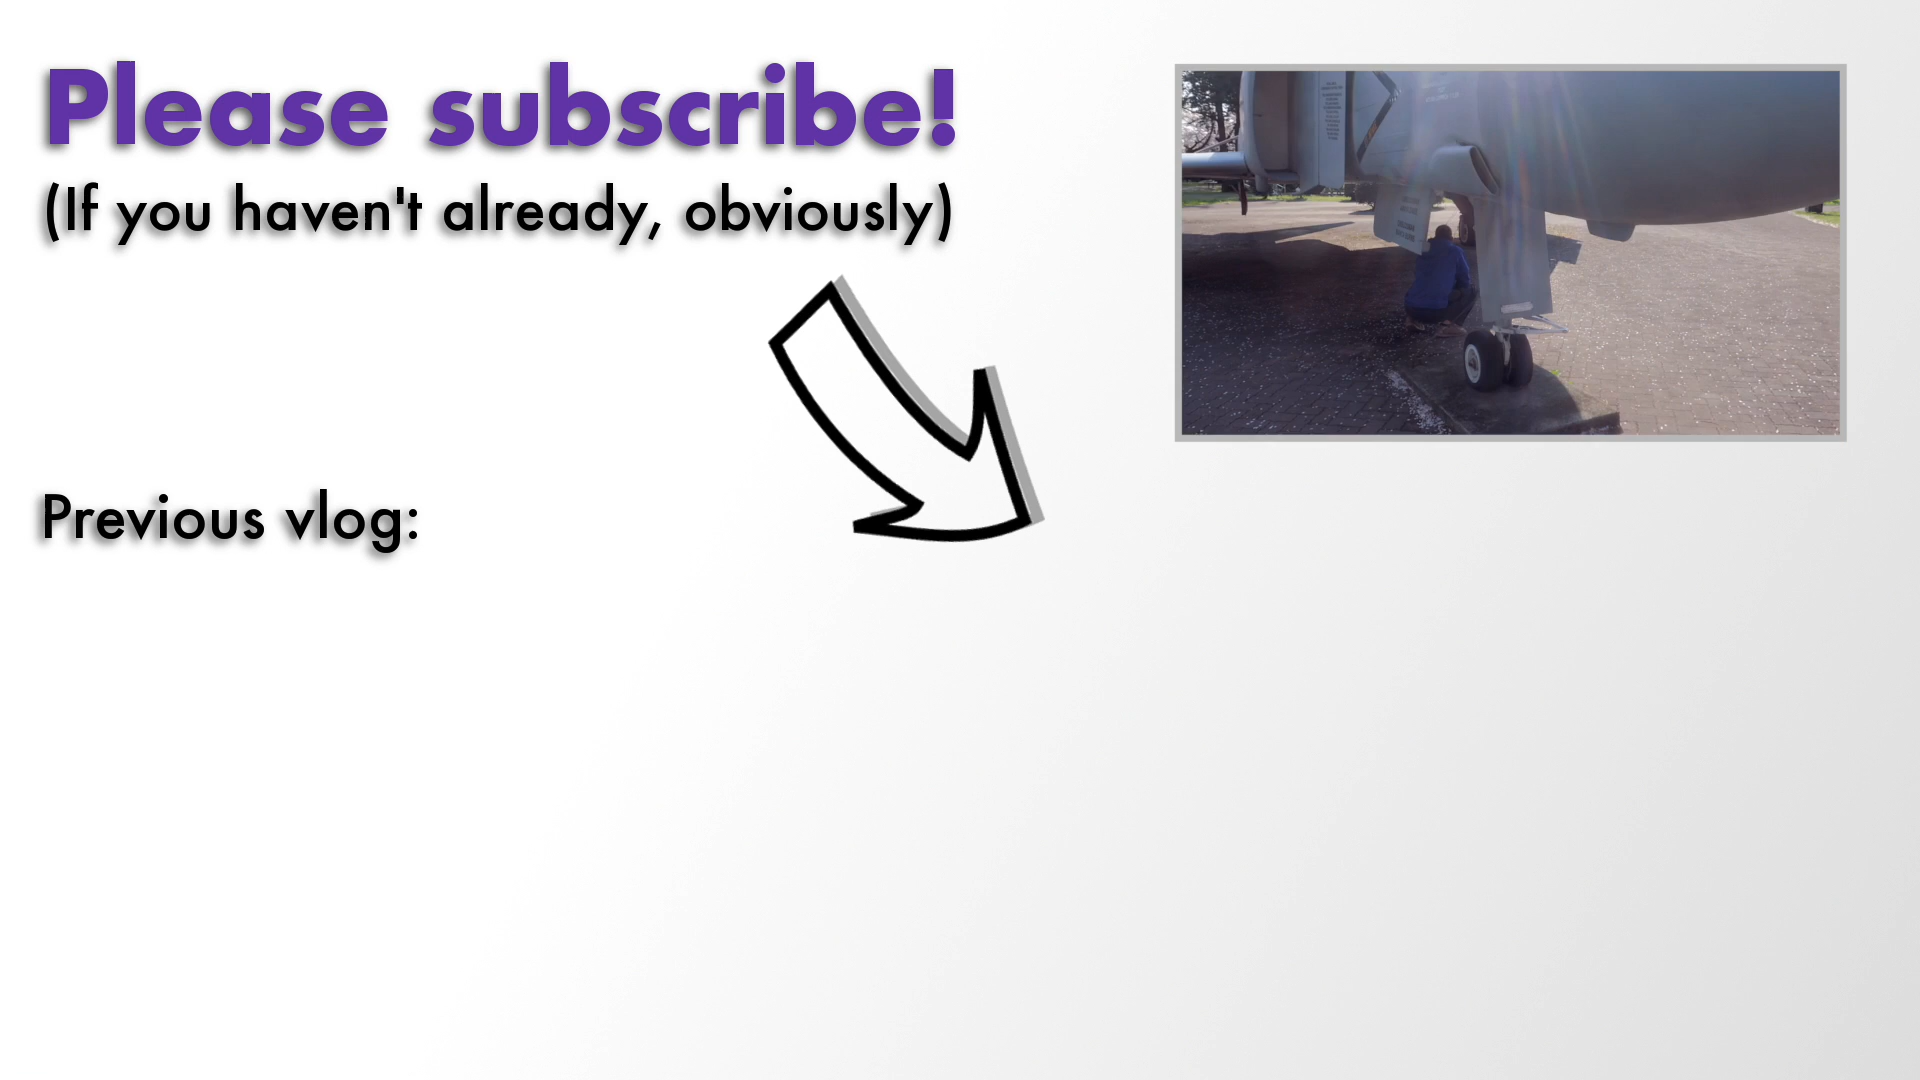 Please subscribe!
(If you haven't already, obviously)
Previous vlog: